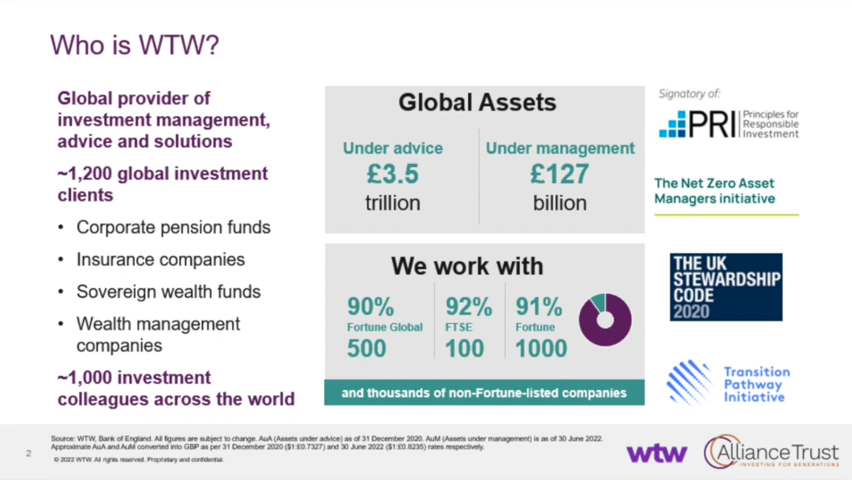 Who is WTW?
Global provider of
investment management,
advice and solutions
~1,200 global investment
clients
• Corporate pension funds
• Insurance companies
• Sovereign wealth funds
• Wealth management
companies
~1,000 investment
colleagues across the world
Global Assets
Under advice
£3.5
trillion
Under management
£127
billion
We work with
90%
Fortune Global
500
92%
FTSE
100
91%
Fortune
1000
and thousands of non-Fortune-listed companies
Signatory of:
PRI
Principles for
Responsible
Investment
The Net Zero Asset
Managers initiative
THE UK
STEWARDSHIP
CODE
2020
Transition
Pathway
Initiative
2
Source: WTW, Bank of England. All figures are subject to change. AuA (Assets under advice) as of 31 December 2020. AuM (Assets under management) is as of 30 June 2022.
Approximate AuA and AuM converted into GBP as per 31 December 2020 ($1:£0.7327) and 30 June 2022 ($1:£0.8235) rates respectively.
© 2022 WTW. All rights reserved. Proprietary and confidential.
wtw
Alliance Trust
INVESTING FOR GENERATIONS